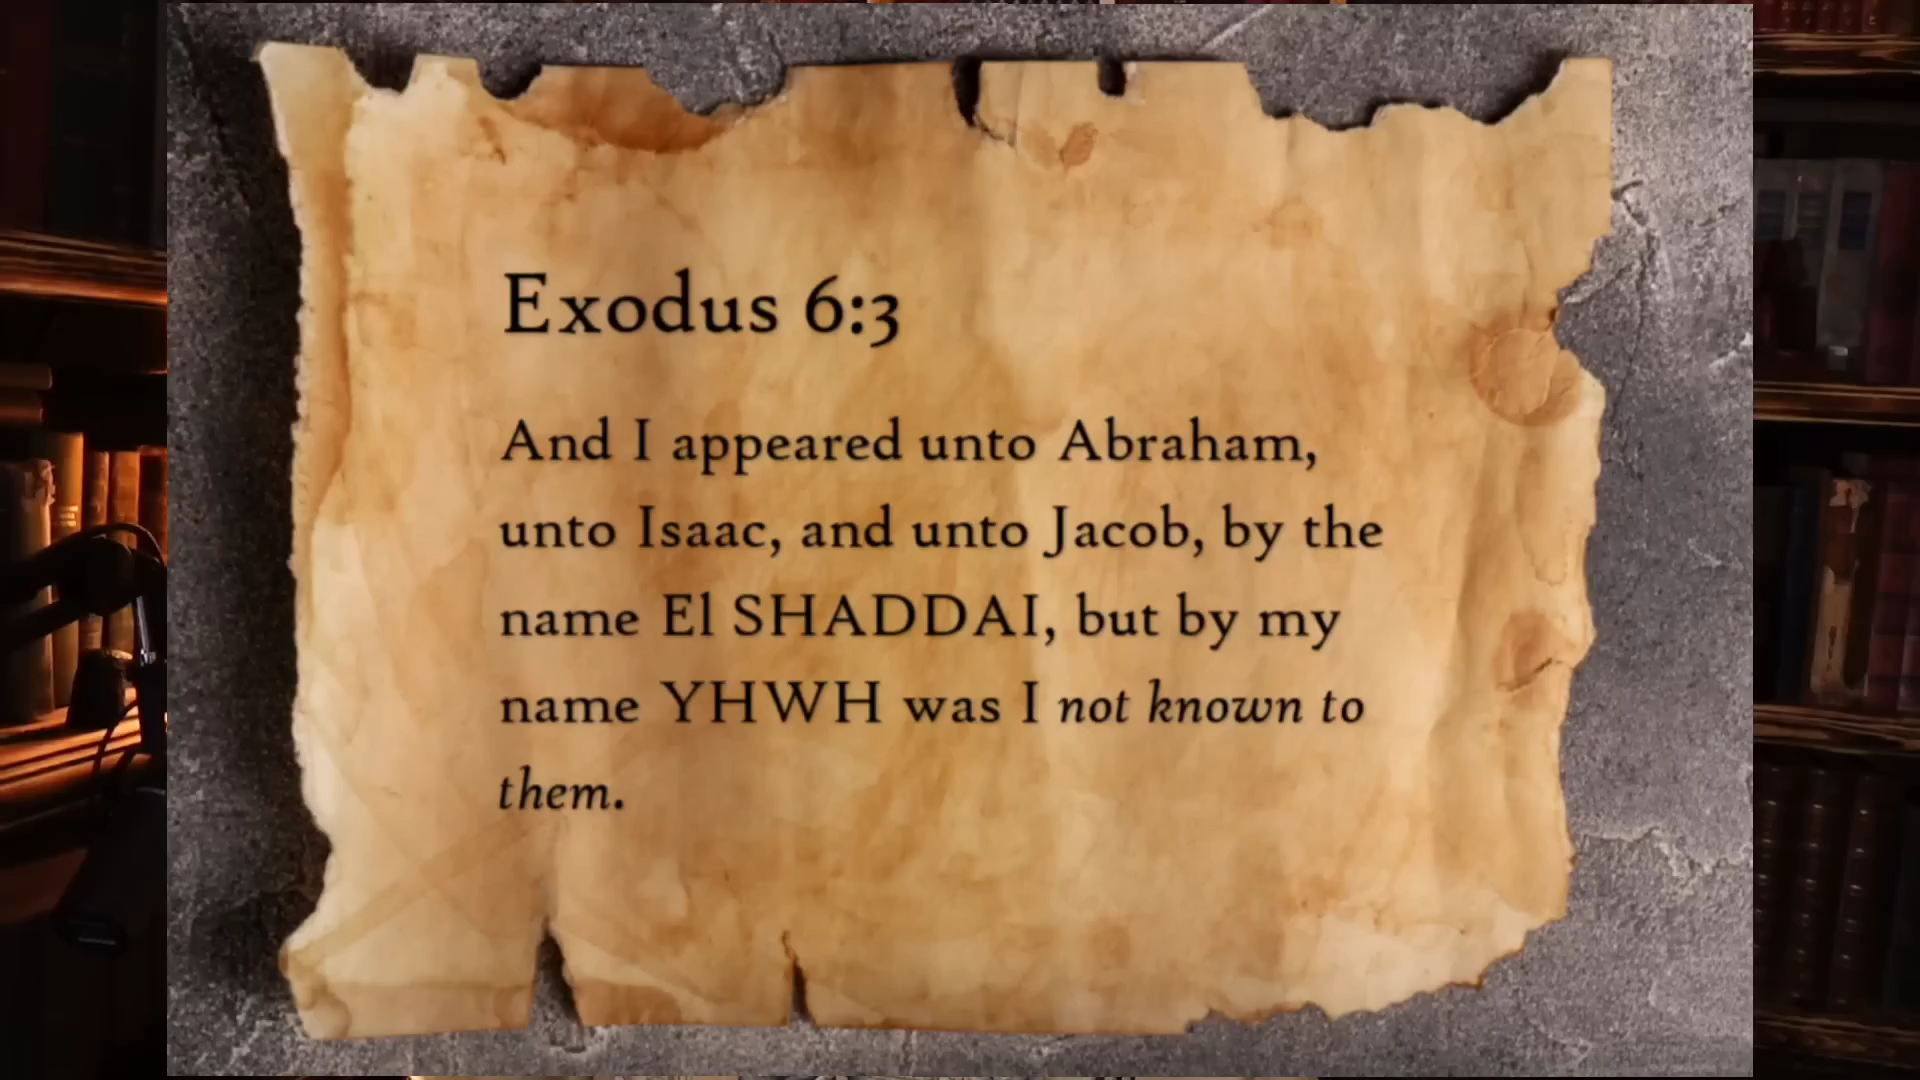 Exodus 6:3
And I appeared unto Abraham,
unto Isaac, and unto Jacob, by the
name El SHADDAI, but by my
name YHWH was I not known to
them.